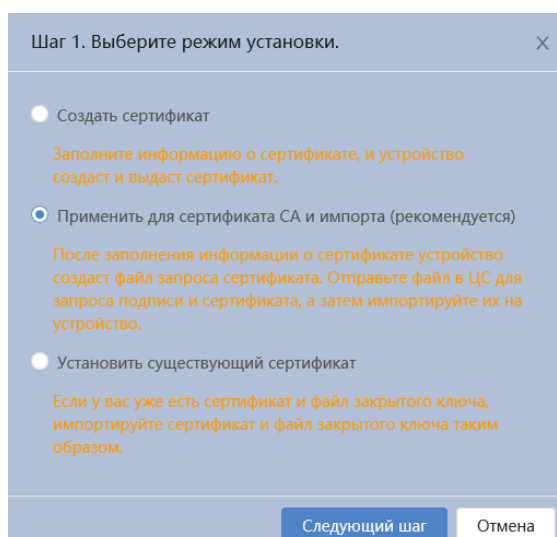 Шаг 1. Выберите режим установки.
Создать сертификат
Заполните информацию о сертификате, и устройство
создаст и выдаст сертификат.
Применить для сертификата CA и импорта (рекомендуется)
После заполнения информации о сертификате устройство
создаст файл запроса сертификата. Отправьте файл в ЦС для
запроса подписи и сертификата, а затем импортируйте их на
устройство.
Установить существующий сертификат
Если у вас уже есть сертификат и файл закрытого ключа,
импортируйте сертификат и файл закрытого ключа таким
образом.
Следующий шаг Отмена